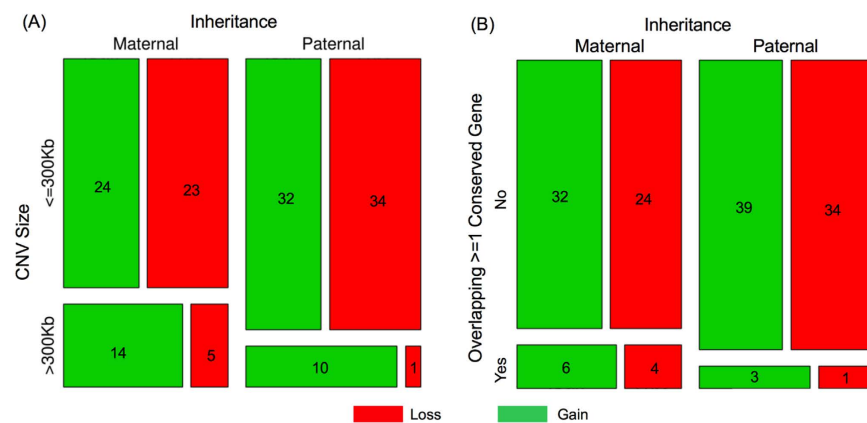 (A)
Inheritance
Maternal Paternal
CNV Size
<=300Kb
>300Kb
24 23 32 34
14 5 10 1
(B)
Inheritance
Maternal Paternal
Overlapping >=1 Conserved Gene
No
Yes
32 24 39 34
6 4 3 1
Loss Gain